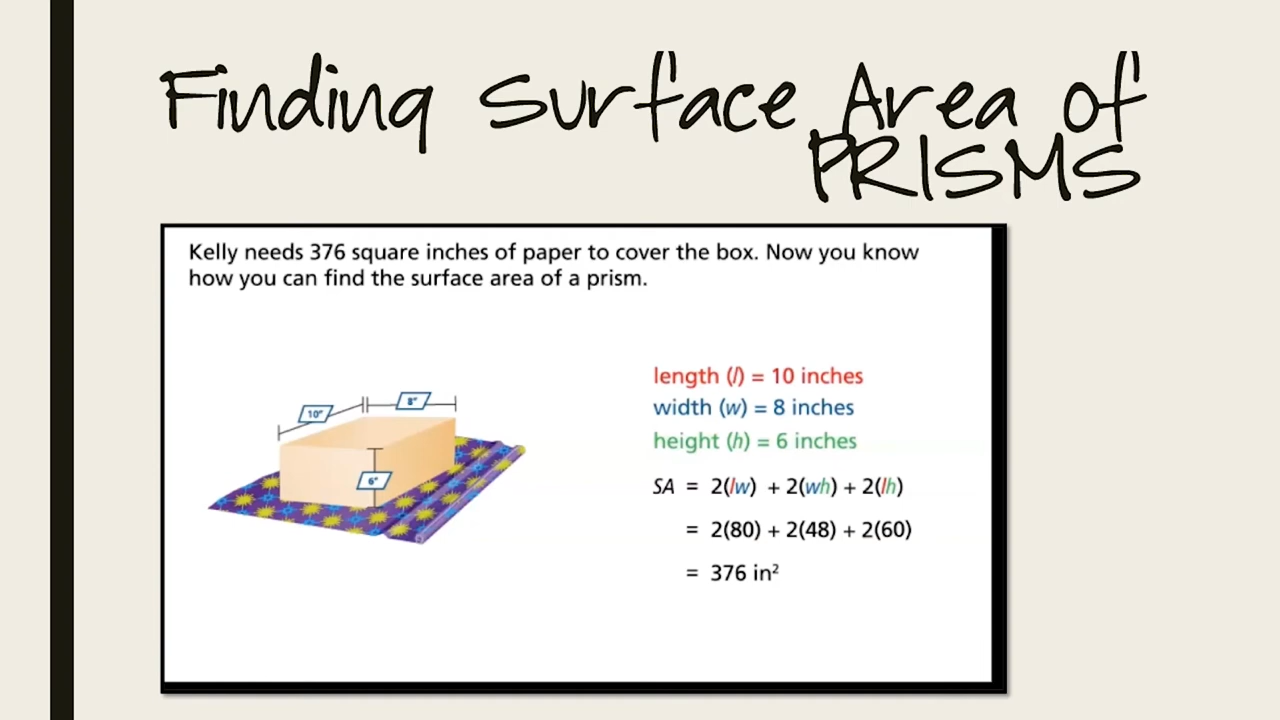 Finding Surface Area of
PRISMS
Kelly needs 376 square inches of paper to cover the box. Now you know
how you can find the surface area of a prism.
10"
8"
6"
length (l) = 10 inches
width (w) = 8 inches
height (h) = 6 inches
SA = 2(lw) + 2(wh) + 2(lh)
= 2(80) + 2(48) + 2(60)
= 376 in²